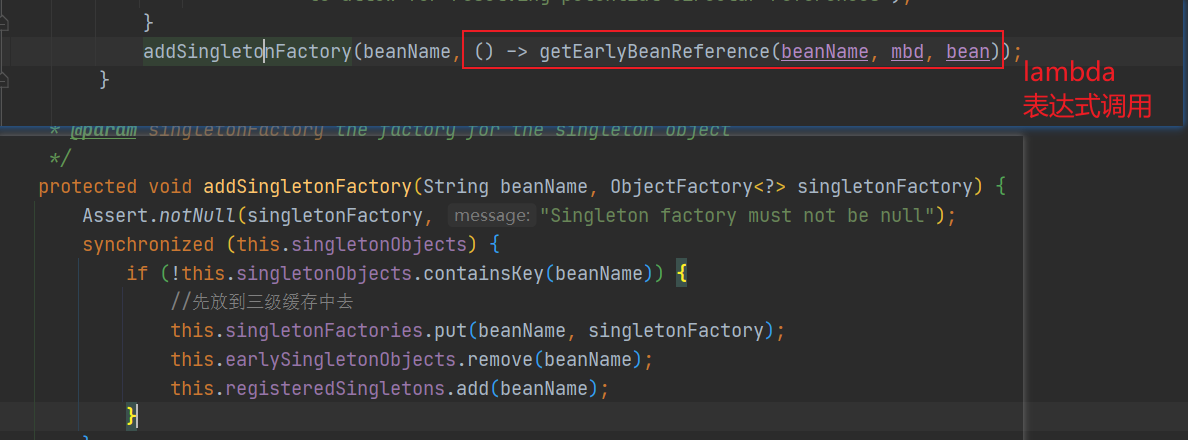 }
addSingletonFactory(beanName, () -> getEarlyBeanReference(beanName, mbd, bean));
}
lambda
表达式调用
* @param singletonFactory the factory for the singleton object
*/
protected void addSingletonFactory(String beanName, ObjectFactory<?> singletonFactory) {
Assert.notNull(singletonFactory, message: "Singleton factory must not be null");
synchronized (this.singletonObjects) {
if (!this.singletonObjects.containsKey(beanName)) {
//先放到三级缓存中去
this.singletonFactories.put(beanName, singletonFactory);
this.earlySingletonObjects.remove(beanName);
this.registeredSingletons.add(beanName);
}